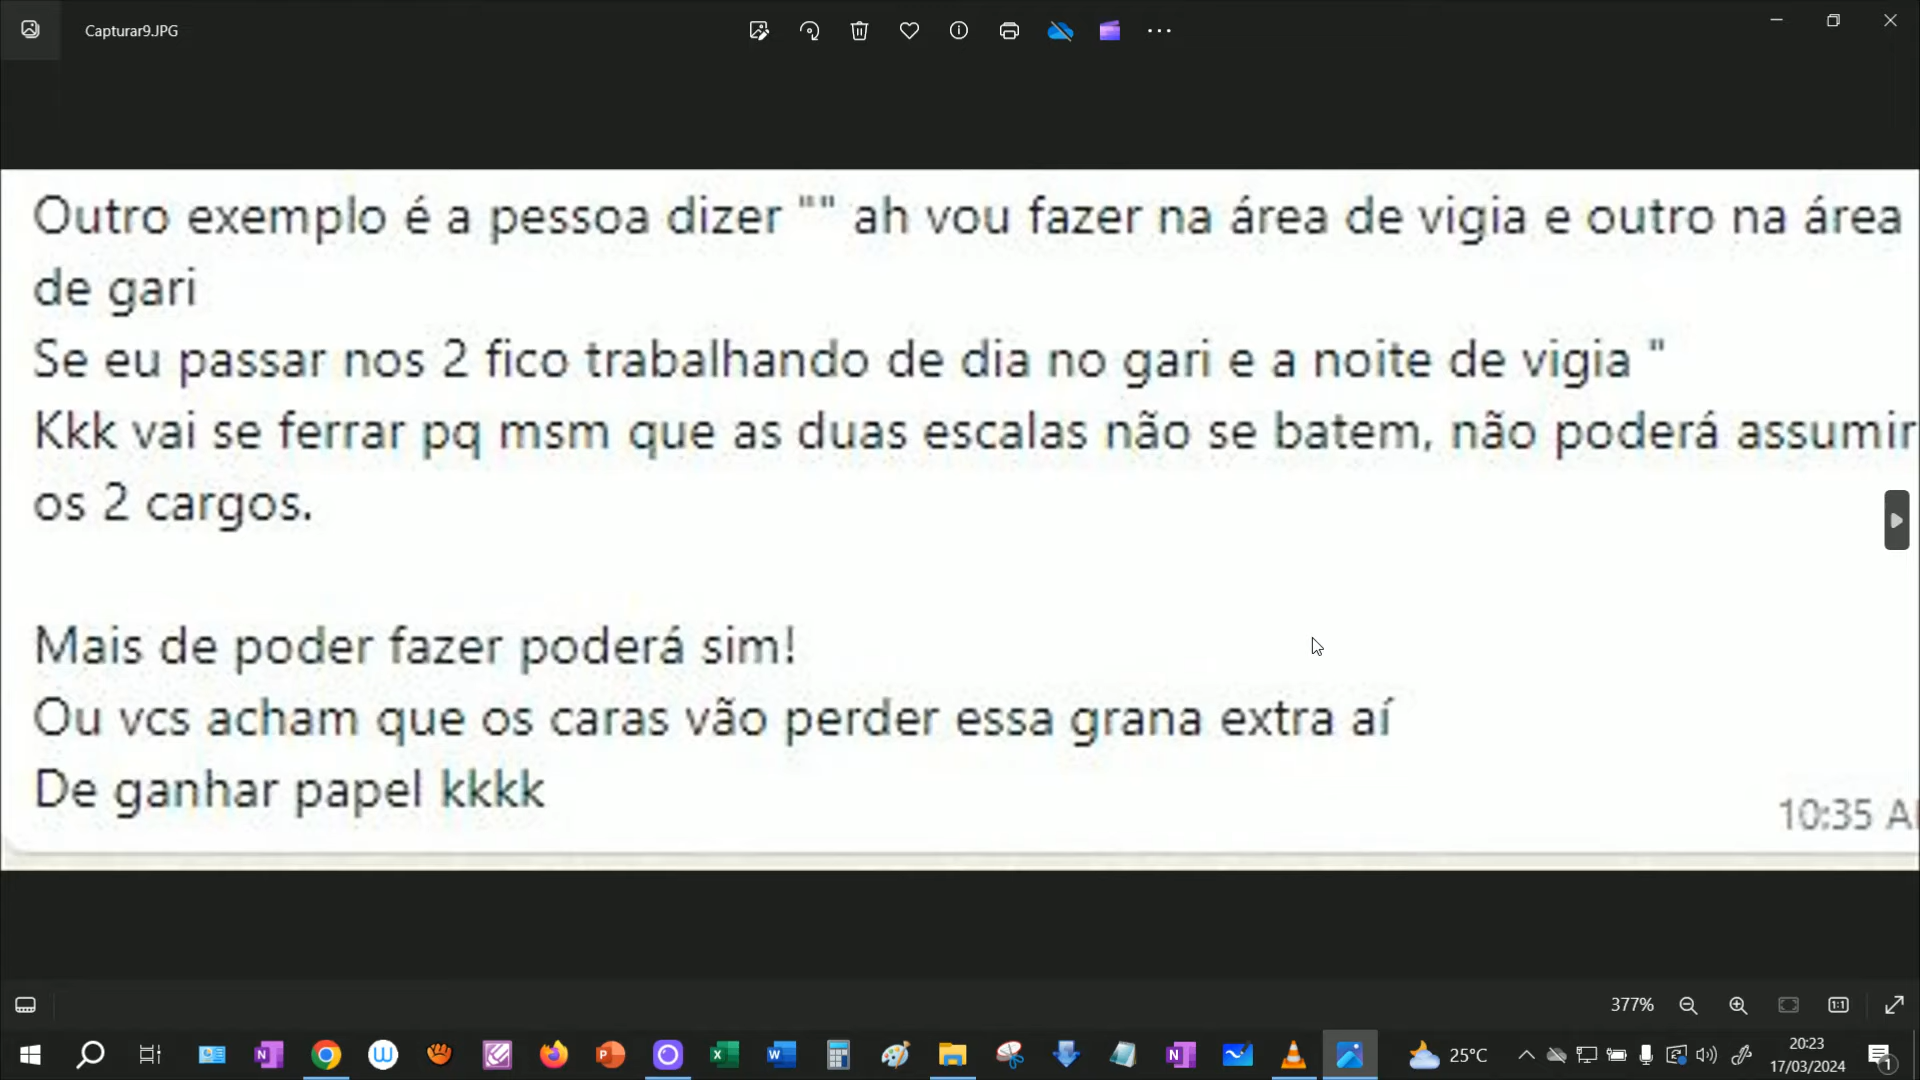 Capturar9.JPG
Outro exemplo é a pessoa dizer "" ah vou fazer na área de vigia e outro na área
de gari
Se eu passar nos 2 fico trabalhando de dia no gari e a noite de vigia "
Kkk vai se ferrar pq msm que as duas escalas não se batem, não poderá assumir
os 2 cargos.
Mais de poder fazer poderá sim!
Ou vcs acham que os caras vão perder essa grana extra aí
De ganhar papel kkkk
10:35 A
377%
25°C
20:23
17/03/2024
1